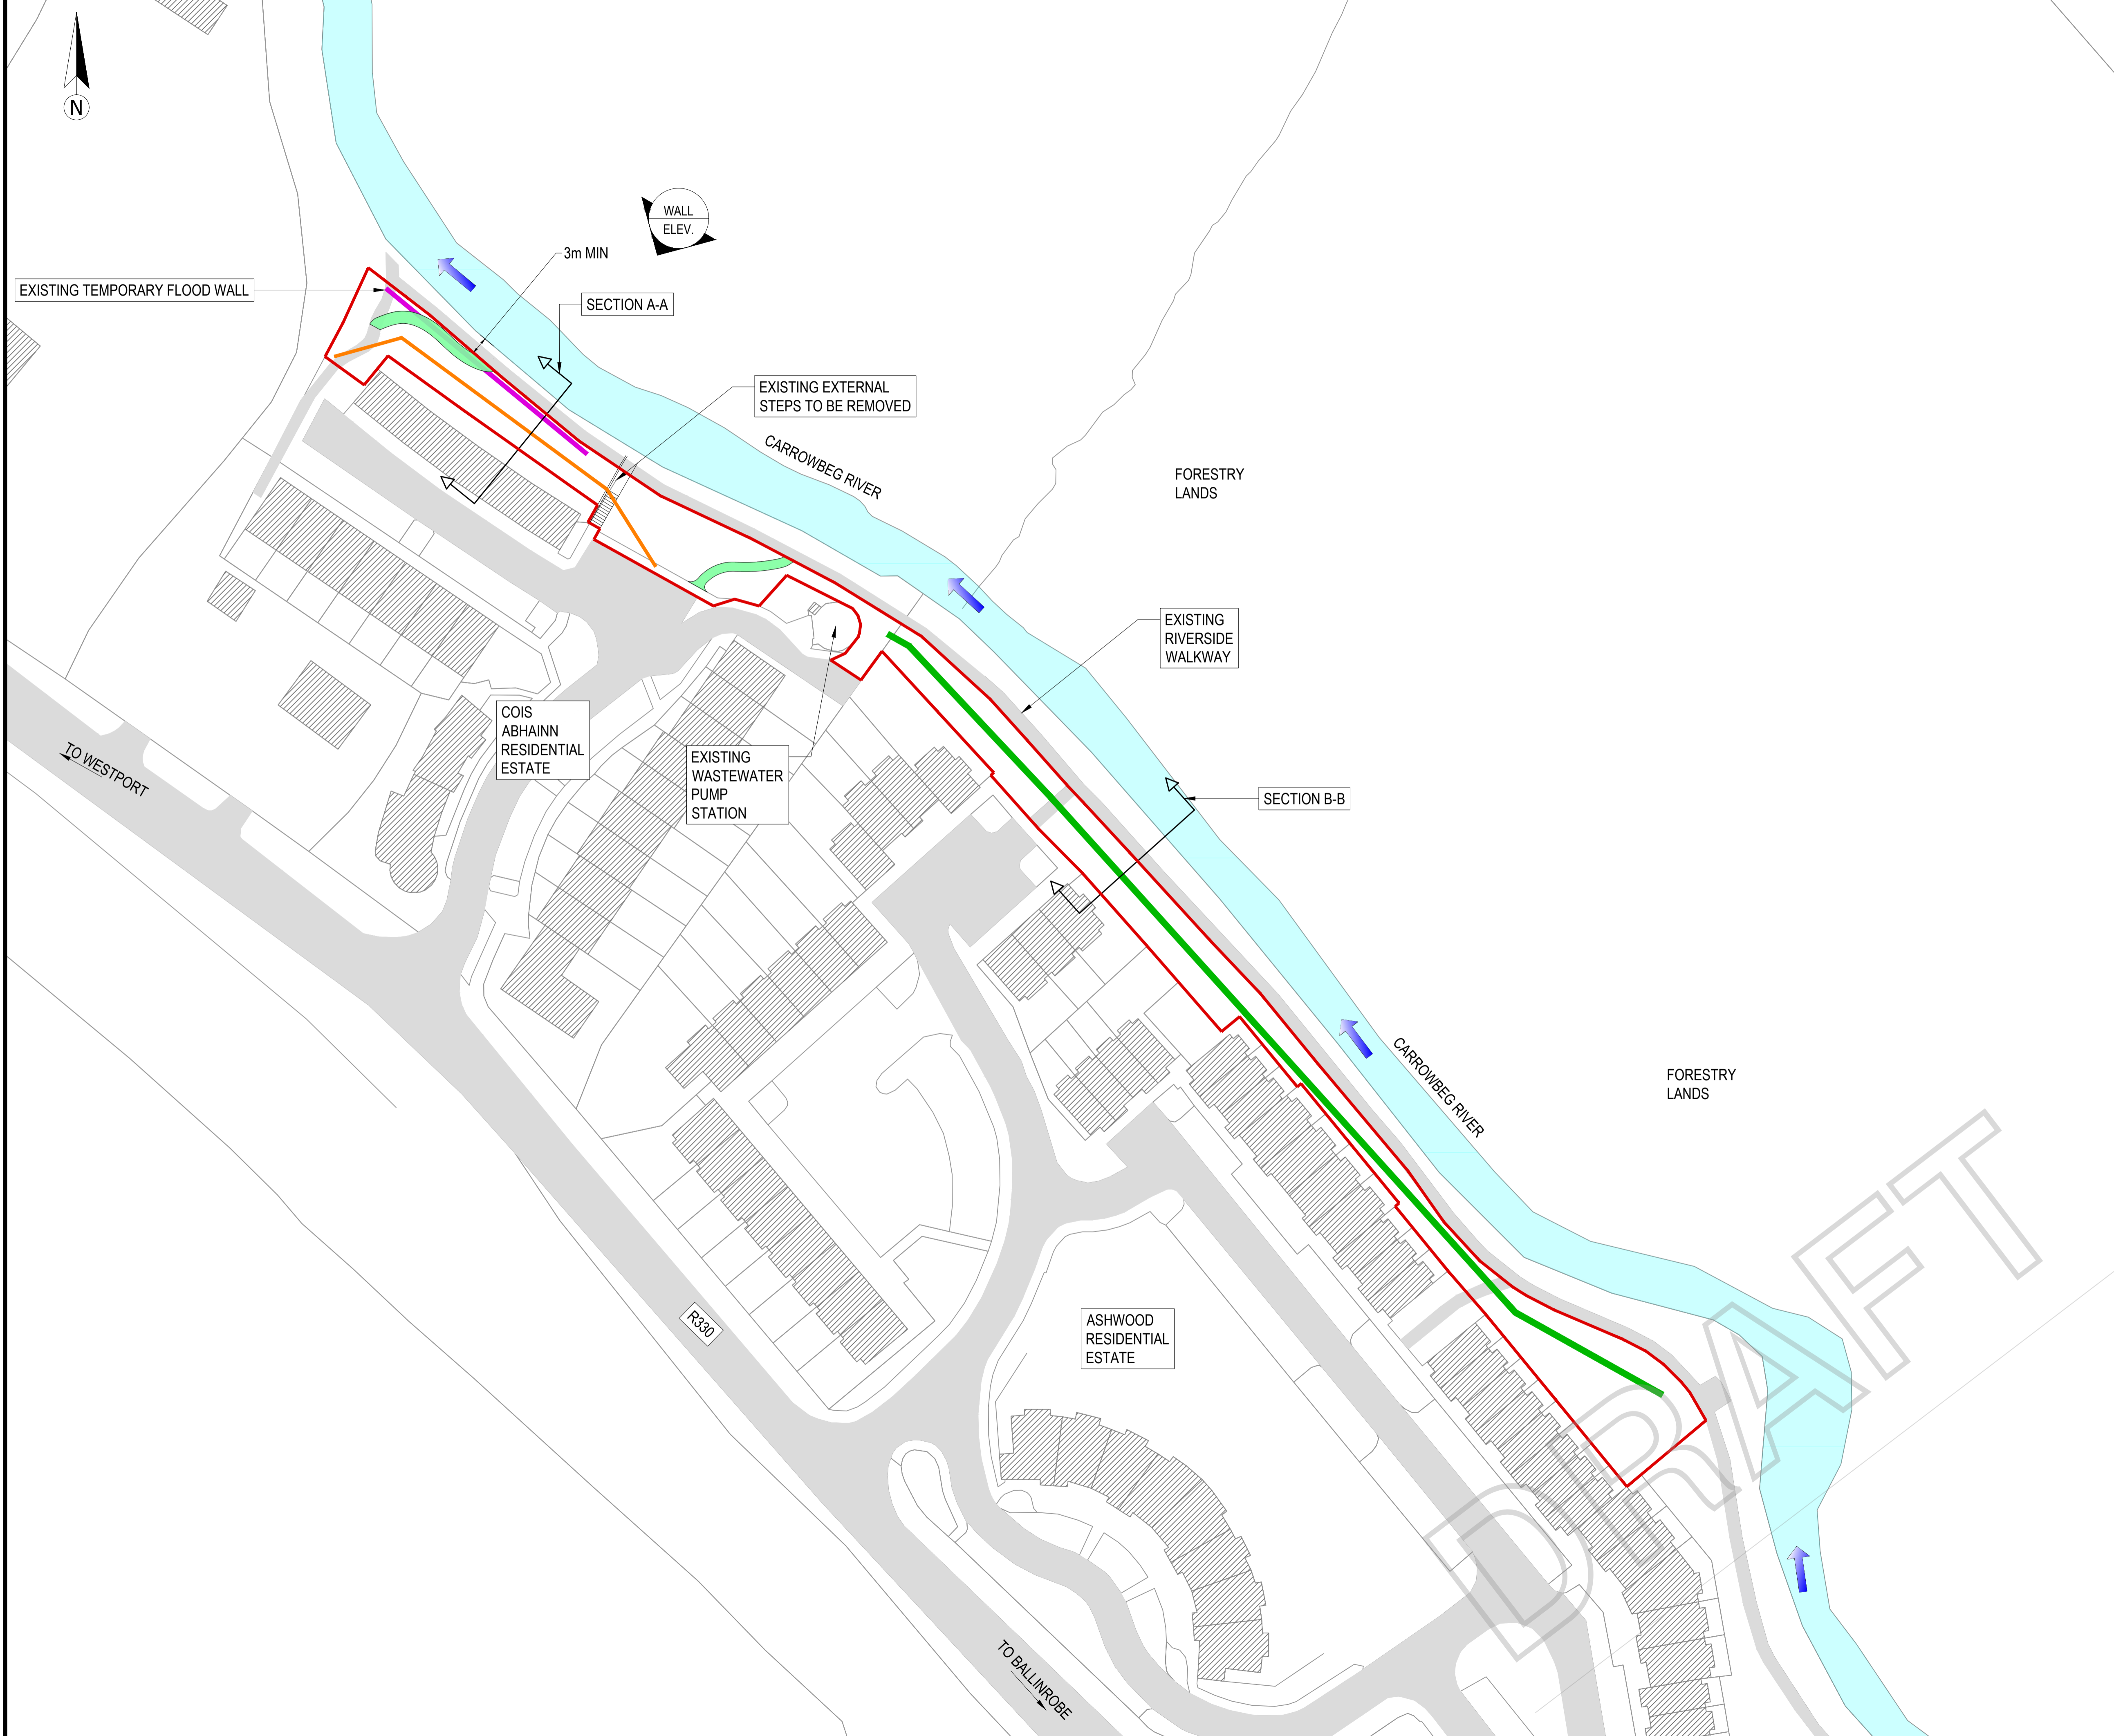 N
WALL
ELEV.
3m MIN
EXISTING TEMPORARY FLOOD WALL
SECTION A-A
EXISTING EXTERNAL
STEPS TO BE REMOVED
CARROWBEG RIVER
FORESTRY
LANDS
EXISTING
RIVERSIDE
WALKWAY
COIS
ABHAINN
RESIDENTIAL
ESTATE
TO WESTPORT
EXISTING
WASTEWATER
PUMP
STATION
SECTION B-B
CARROWBEG RIVER
FORESTRY
LANDS
R330
ASHWOOD
RESIDENTIAL
ESTATE
DRAFT
TO BALLINROBE